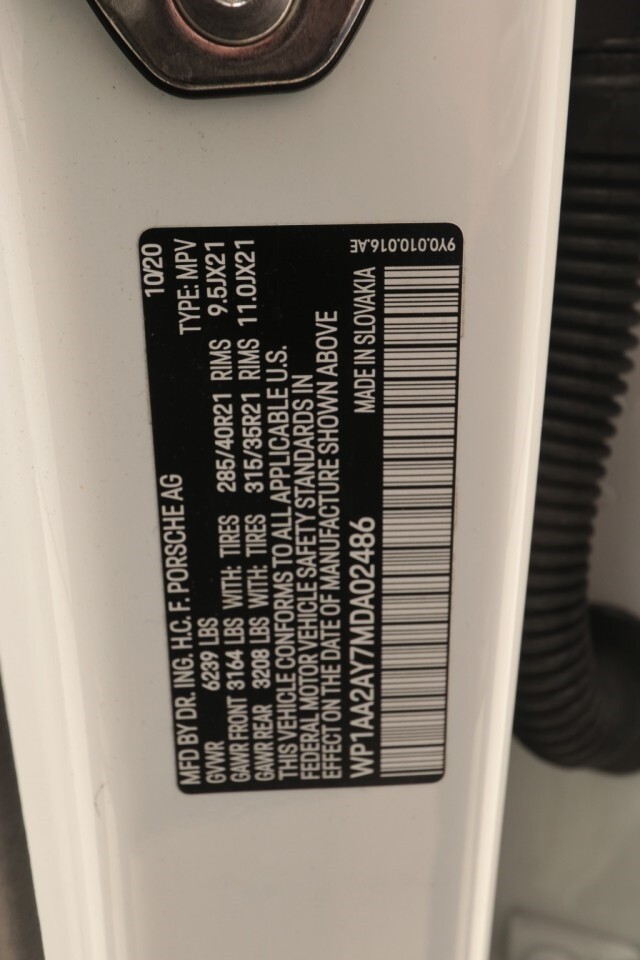 MFD BY DR. ING. H.C. F. PORSCHE AG 10/20
GVWR 6239 LBS TYPE: MPV
GAWR FRONT 3164 LBS WITH: TIRES 285/40R21 RIMS 9.5JX21
GAWR REAR 3208 LBS WITH: TIRES 315/35R21 RIMS 11.0JX21
THIS VEHICLE CONFORMS TO ALL APPLICABLE U.S.
FEDERAL MOTOR VEHICLE SAFETY STANDARDS IN
EFFECT ON THE DATE OF MANUFACTURE SHOWN ABOVE
WP1AA2AY7MDA02486 MADE IN SLOVAKIA
9Y0.010.016.AE